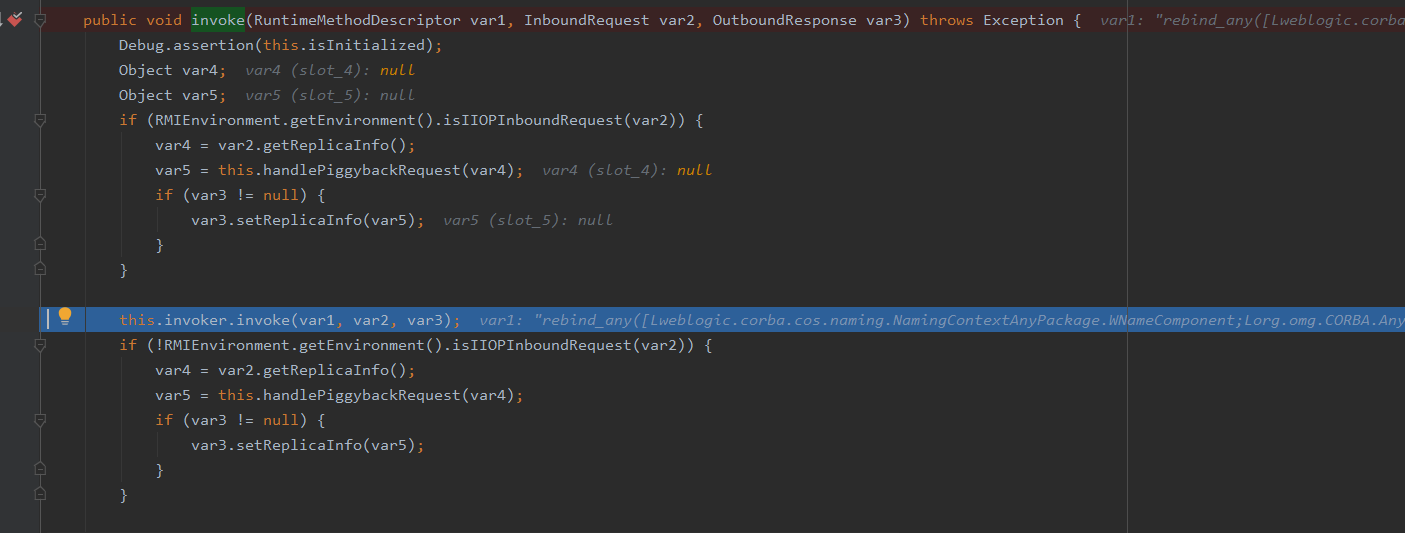 public void invoke(RuntimeMethodDescriptor var1, InboundRequest var2, OutboundResponse var3) throws Exception {  var1: "rebind_any([Lweblogic.corba
Debug.assertion(this.isInitialized);
Object var4;  var4 (slot_4): null
Object var5;  var5 (slot_5): null
if (RMIEnvironment.getEnvironment().isIIOPInboundRequest(var2)) {
var4 = var2.getReplicaInfo();
var5 = this.handlePiggybackRequest(var4);  var4 (slot_4): null
if (var3 != null) {
var3.setReplicaInfo(var5);  var5 (slot_5): null
}
}
this.invoker.invoke(var1, var2, var3);  var1: "rebind_any([Lweblogic.corba.cos.naming.NamingContextAnyPackage.WNameComponent;Lorg.omg.CORBA.Any
if (!RMIEnvironment.getEnvironment().isIIOPInboundRequest(var2)) {
var4 = var2.getReplicaInfo();
var5 = this.handlePiggybackRequest(var4);
if (var3 != null) {
var3.setReplicaInfo(var5);
}
}